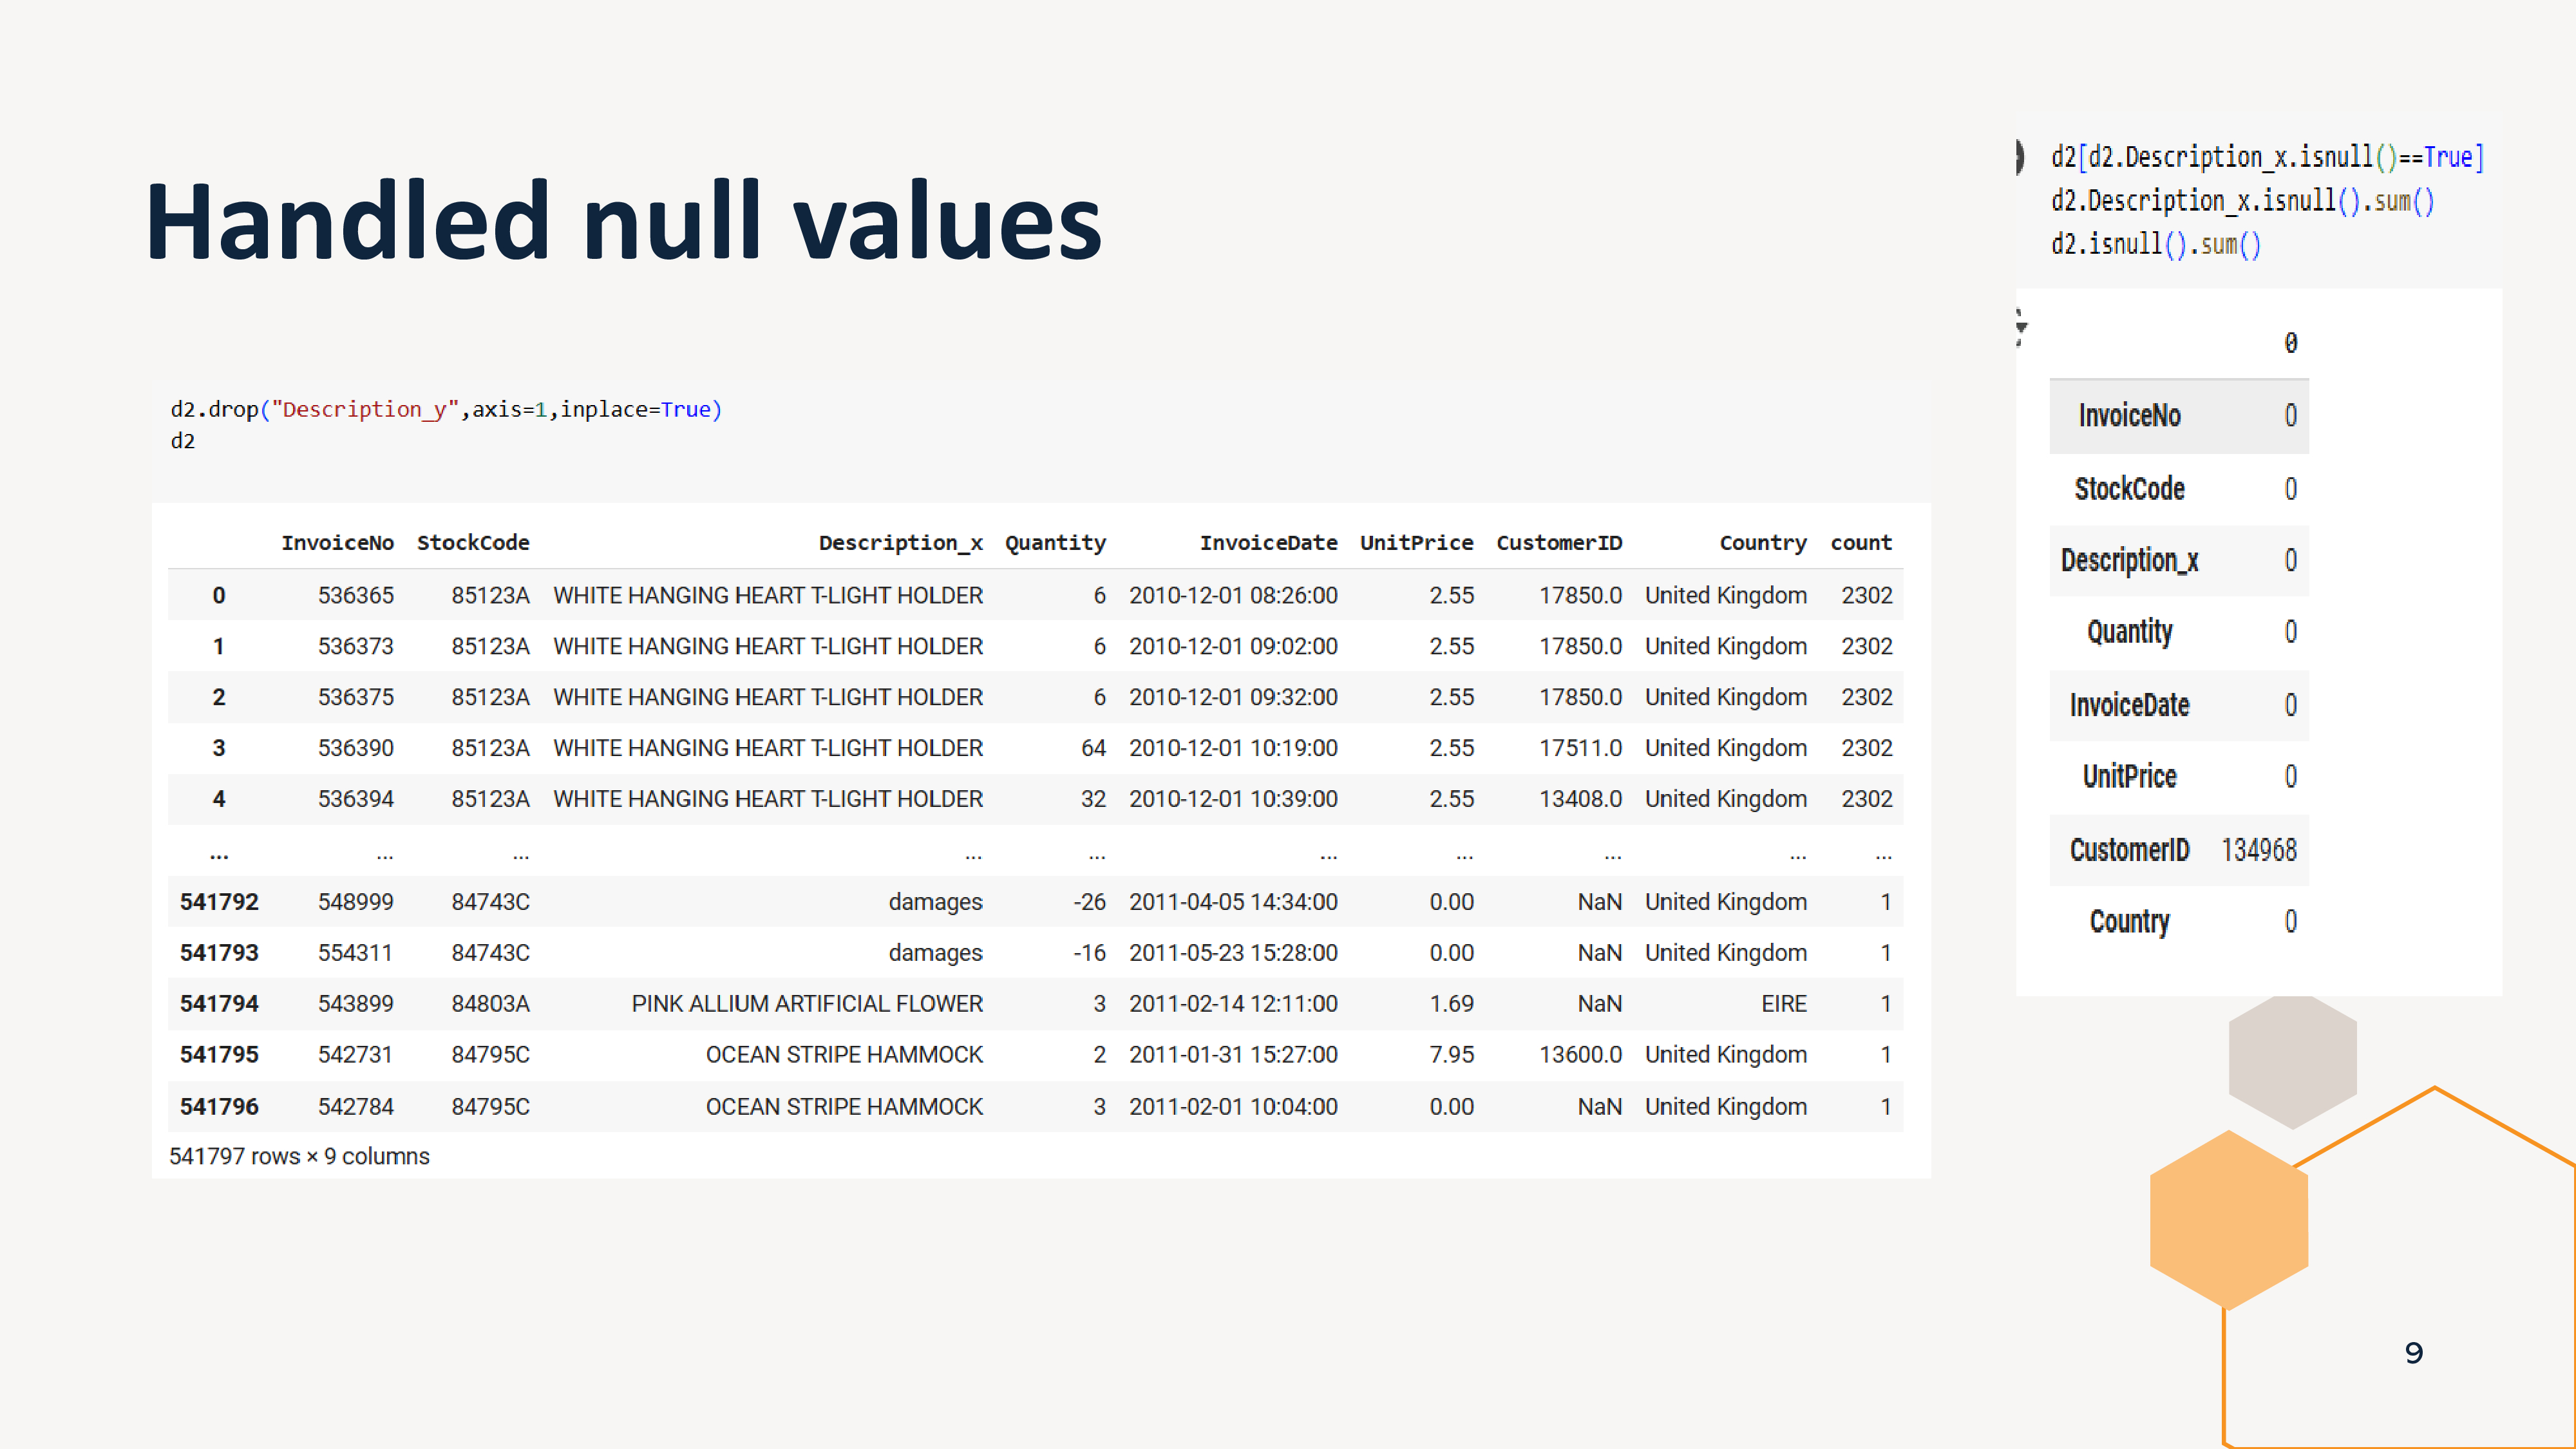 Handled null values
d2.drop("Description_y",axis=1,inplace=True)
d2
InvoiceNo StockCode Description_x Quantity InvoiceDate UnitPrice CustomerID Country count
0 536365 85123A WHITE HANGING HEART T-LIGHT HOLDER 6 2010-12-01 08:26:00 2.55 17850.0 United Kingdom 2302
1 536373 85123A WHITE HANGING HEART T-LIGHT HOLDER 6 2010-12-01 09:02:00 2.55 17850.0 United Kingdom 2302
2 536375 85123A WHITE HANGING HEART T-LIGHT HOLDER 6 2010-12-01 09:32:00 2.55 17850.0 United Kingdom 2302
3 536390 85123A WHITE HANGING HEART T-LIGHT HOLDER 64 2010-12-01 10:19:00 2.55 17511.0 United Kingdom 2302
4 536394 85123A WHITE HANGING HEART T-LIGHT HOLDER 32 2010-12-01 10:39:00 2.55 13408.0 United Kingdom 2302
... ... ... ... ... ... ... ... ... ...
541792 548999 84743C damages -26 2011-04-05 14:34:00 0.00 NaN United Kingdom 1
541793 554311 84743C damages -16 2011-05-23 15:28:00 0.00 NaN United Kingdom 1
541794 543899 84803A PINK ALLIUM ARTIFICIAL FLOWER 3 2011-02-14 12:11:00 1.69 NaN EIRE 1
541795 542731 84795C OCEAN STRIPE HAMMOCK 2 2011-01-31 15:27:00 7.95 13600.0 United Kingdom 1
541796 542784 84795C OCEAN STRIPE HAMMOCK 3 2011-02-01 10:04:00 0.00 NaN United Kingdom 1
541797 rows × 9 columns
d2[d2.Description_x.isnull()==True]
d2.Description_x.isnull().sum()
d2.isnull().sum()
0
InvoiceNo 0
StockCode 0
Description_x 0
Quantity 0
InvoiceDate 0
UnitPrice 0
CustomerID 134968
Country 0
9